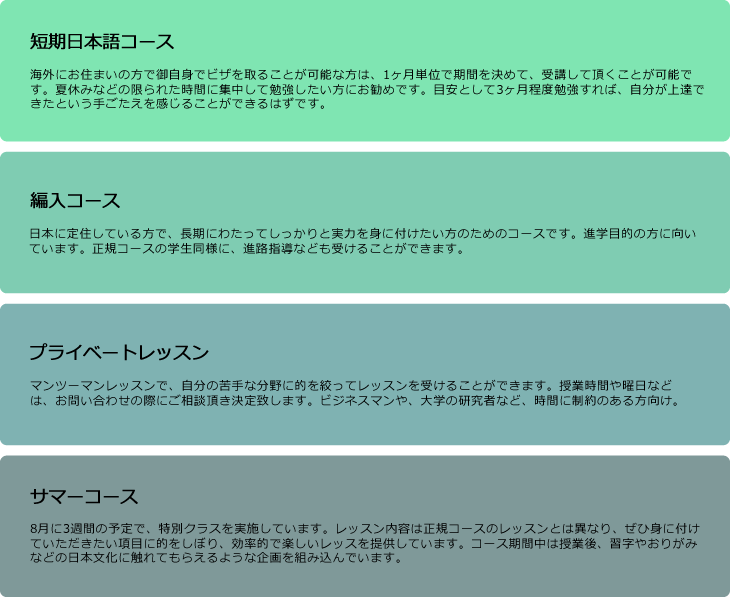 短期日本語コース
海外にお住まいの方で御自身でビザを取ることが可能な方は、1ヶ月単位で期間を決めて、受講して頂くことが可能で
す。夏休みなどの限られた時間に集中して勉強したい方にお勧めです。目安として3ヶ月程度勉強すれば、自分が上達で
きたという手ごたえを感じることができるはずです。
編入コース
日本に定住している方で、長期にわたってしっかりと実力を身に付けたい方のためのコースです。進学目的の方に向い
ています。正規コースの学生同様に、進路指導なども受けることができます。
プライベートレッスン
マンツーマンレッスンで、自分の苦手な分野に的を絞ってレッスンを受けることができます。授業時間や曜日など
は、お問い合わせの際にご相談頂き決定致します。ビジネスマンや、大学の研究者など、時間に制約のある方向け。
サマーコース
8月に3週間の予定で、特別クラスを実施しています。レッスン内容は正規コースのレッスンとは異なり、ぜひ身に付け
ていただきたい項目に的をしぼり、効率的で楽しいレッスを提供しています。コース期間中は授業後、習字やおりがみ
などの日本文化に触れてもらえるような企画を組み込んでいます。